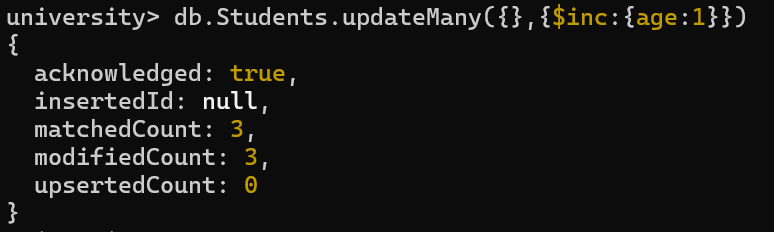 university> db.Students.updateMany({},{$inc:{age:1}})
{
  acknowledged: true,
  insertedId: null,
  matchedCount: 3,
  modifiedCount: 3,
  upsertedCount: 0
}